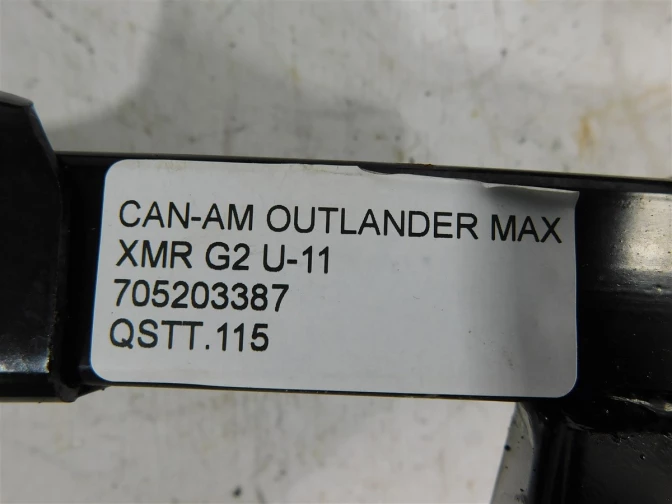 CAN-AM OUTLANDER MAX
XMR G2 U-11
705203387
QSTT.115